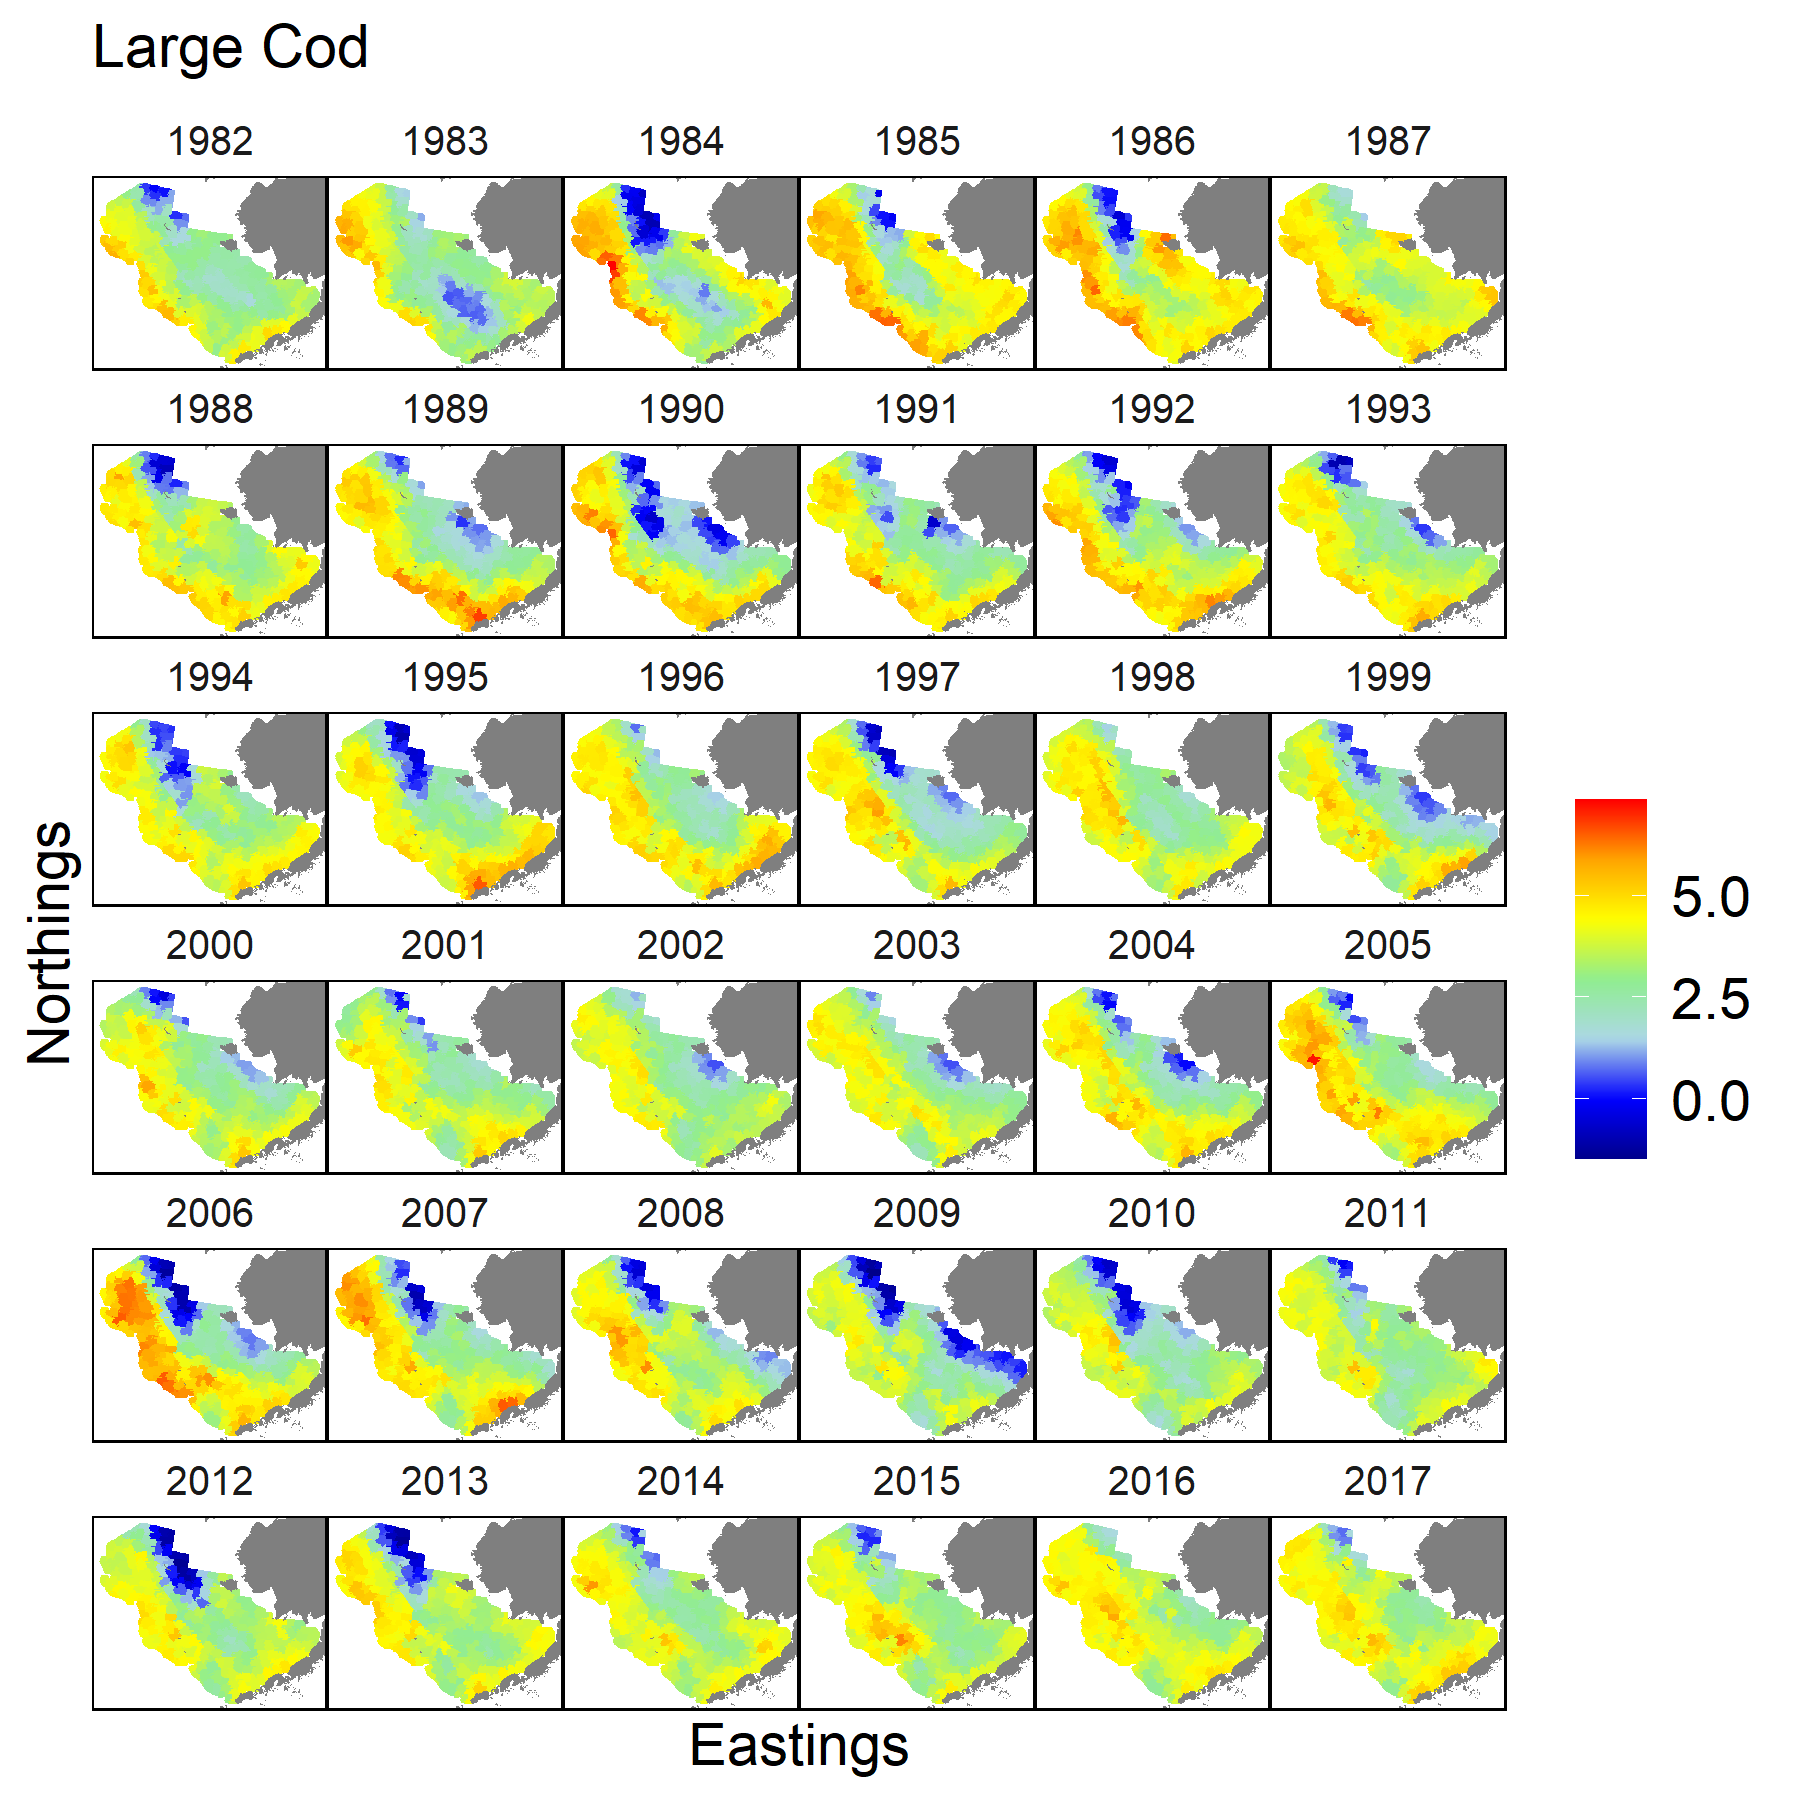 Large Cod
1982 1983 1984 1985 1986 1987
1988 1989 1990 1991 1992 1993
1994 1995 1996 1997 1998 1999
2000 2001 2002 2003 2004 2005
2006 2007 2008 2009 2010 2011
2012 2013 2014 2015 2016 2017
Northings
Eastings
5.0
2.5
0.0